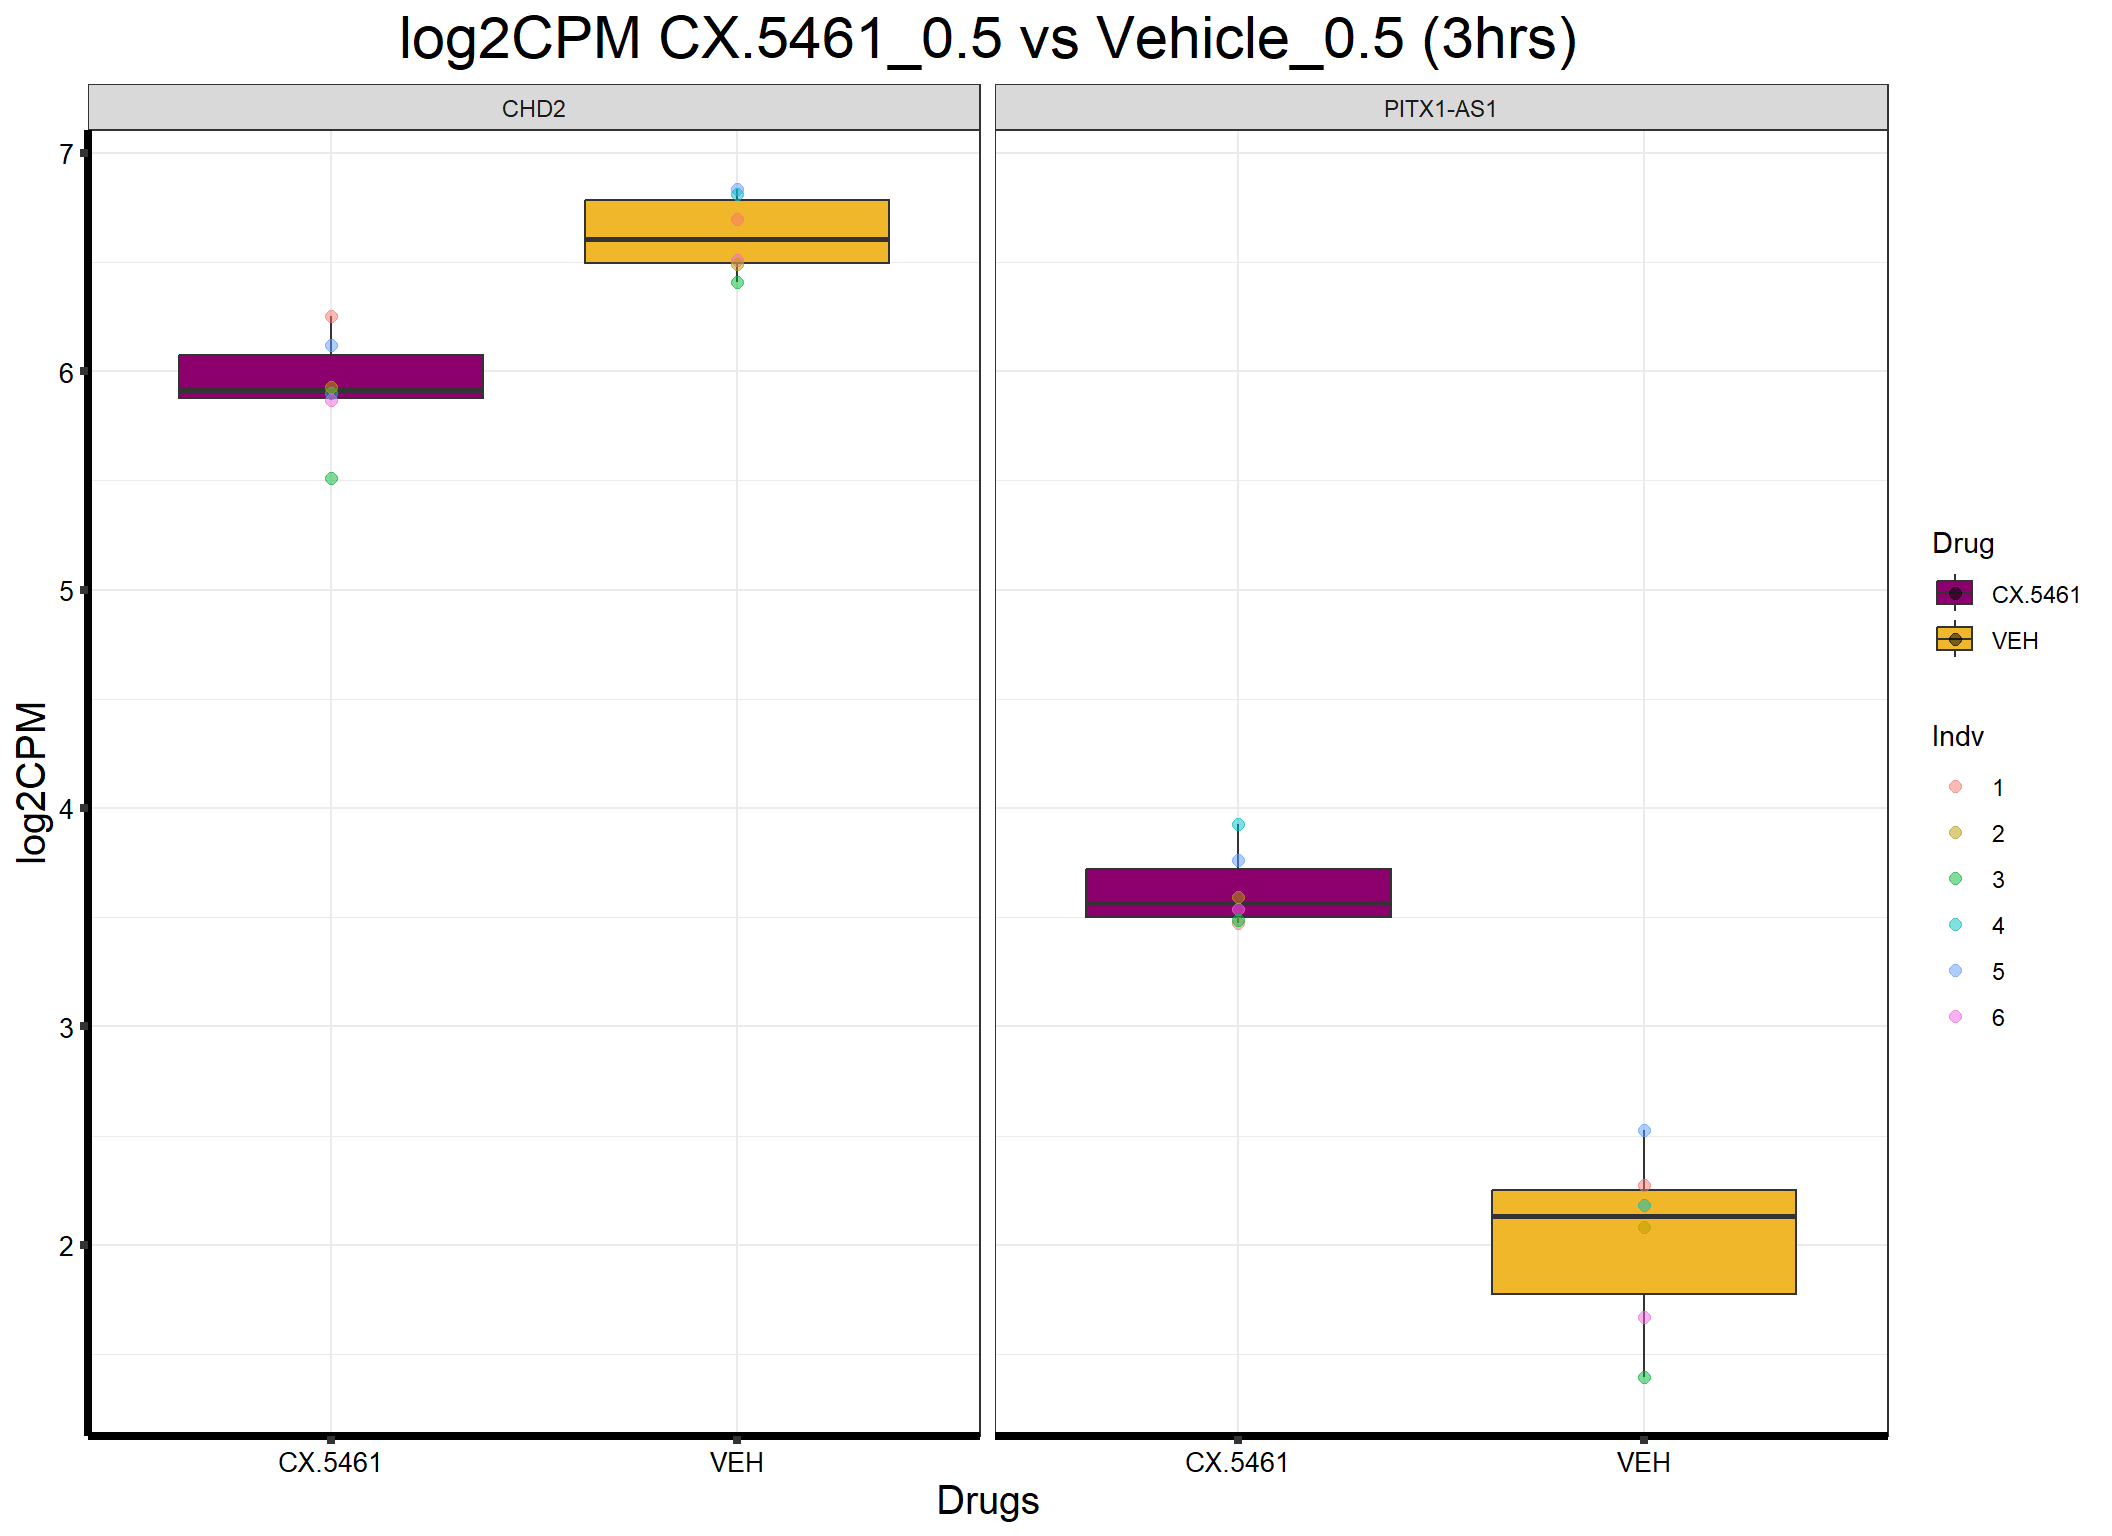 log2CPM CX.5461_0.5 vs Vehicle_0.5 (3hrs)
CHD2
PITX1-AS1
7
6
5
4
3
2
log2CPM
CX.5461
VEH
CX.5461
VEH
Drugs
Drug
CX.5461
VEH
Indv
1
2
3
4
5
6